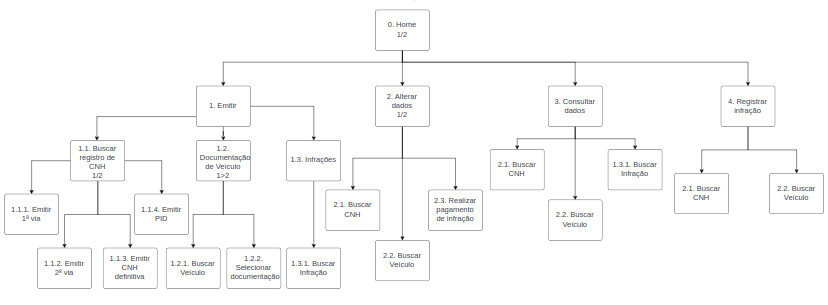 0. Home
1/2
1. Emitir
2. Alterar
dados
1/2
3. Consultar
dados
4. Registrar
infração
1.1. Buscar
registro de
CNH
1/2
1.2.
Documentação
de Veículo
1>2
1.3. Infrações
2.1. Buscar
CNH
2.3. Realizar
pagamento
de infração
2.2. Buscar
Veículo
2.1. Buscar
CNH
1.3.1. Buscar
Infração
2.2. Buscar
Veículo
2.1. Buscar
CNH
2.2. Buscar
Veículo
1.1.1. Emitir
1ª via
1.1.4. Emitir
PID
1.1.2. Emitir
2ª via
1.1.3. Emitir
CNH
definitiva
1.2.1. Buscar
Veículo
1.2.2.
Selecionar
documentação
1.3.1. Buscar
Infração